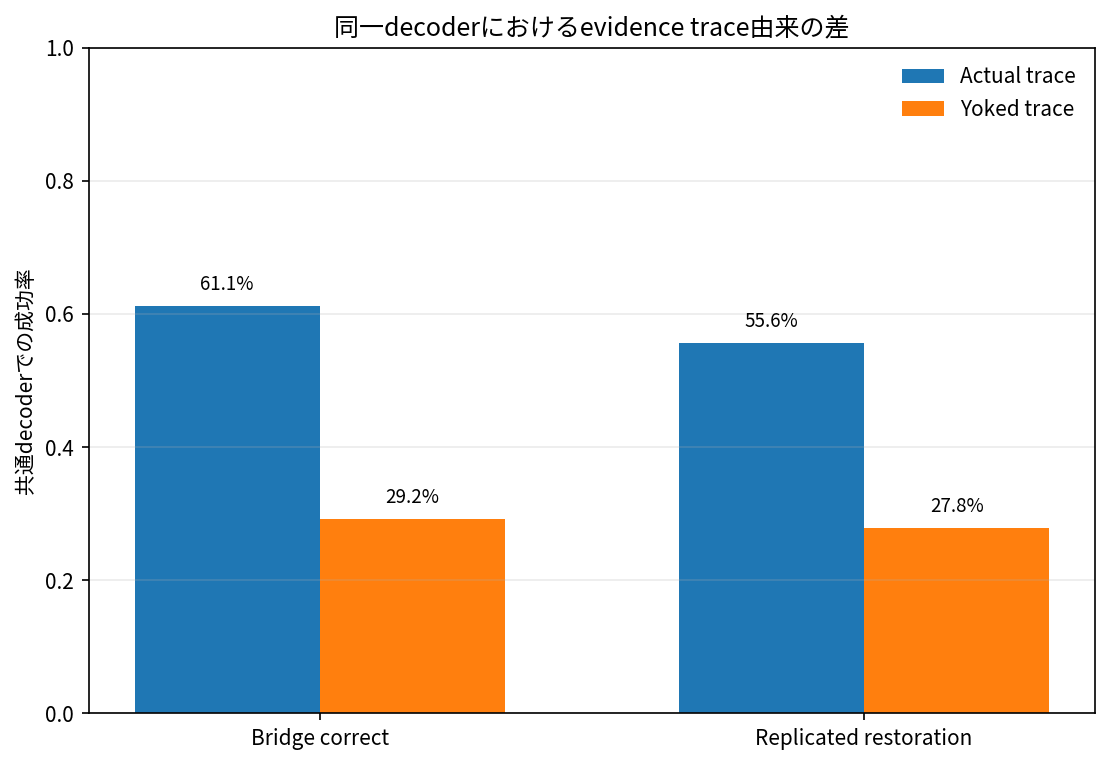 同一decoderにおけるevidence trace由来の差
共通decoderでの成功率
1.0
0.8
0.6
0.4
0.2
0.0
Actual trace
Yoked trace
61.1%
29.2%
55.6%
27.8%
Bridge correct
Replicated restoration